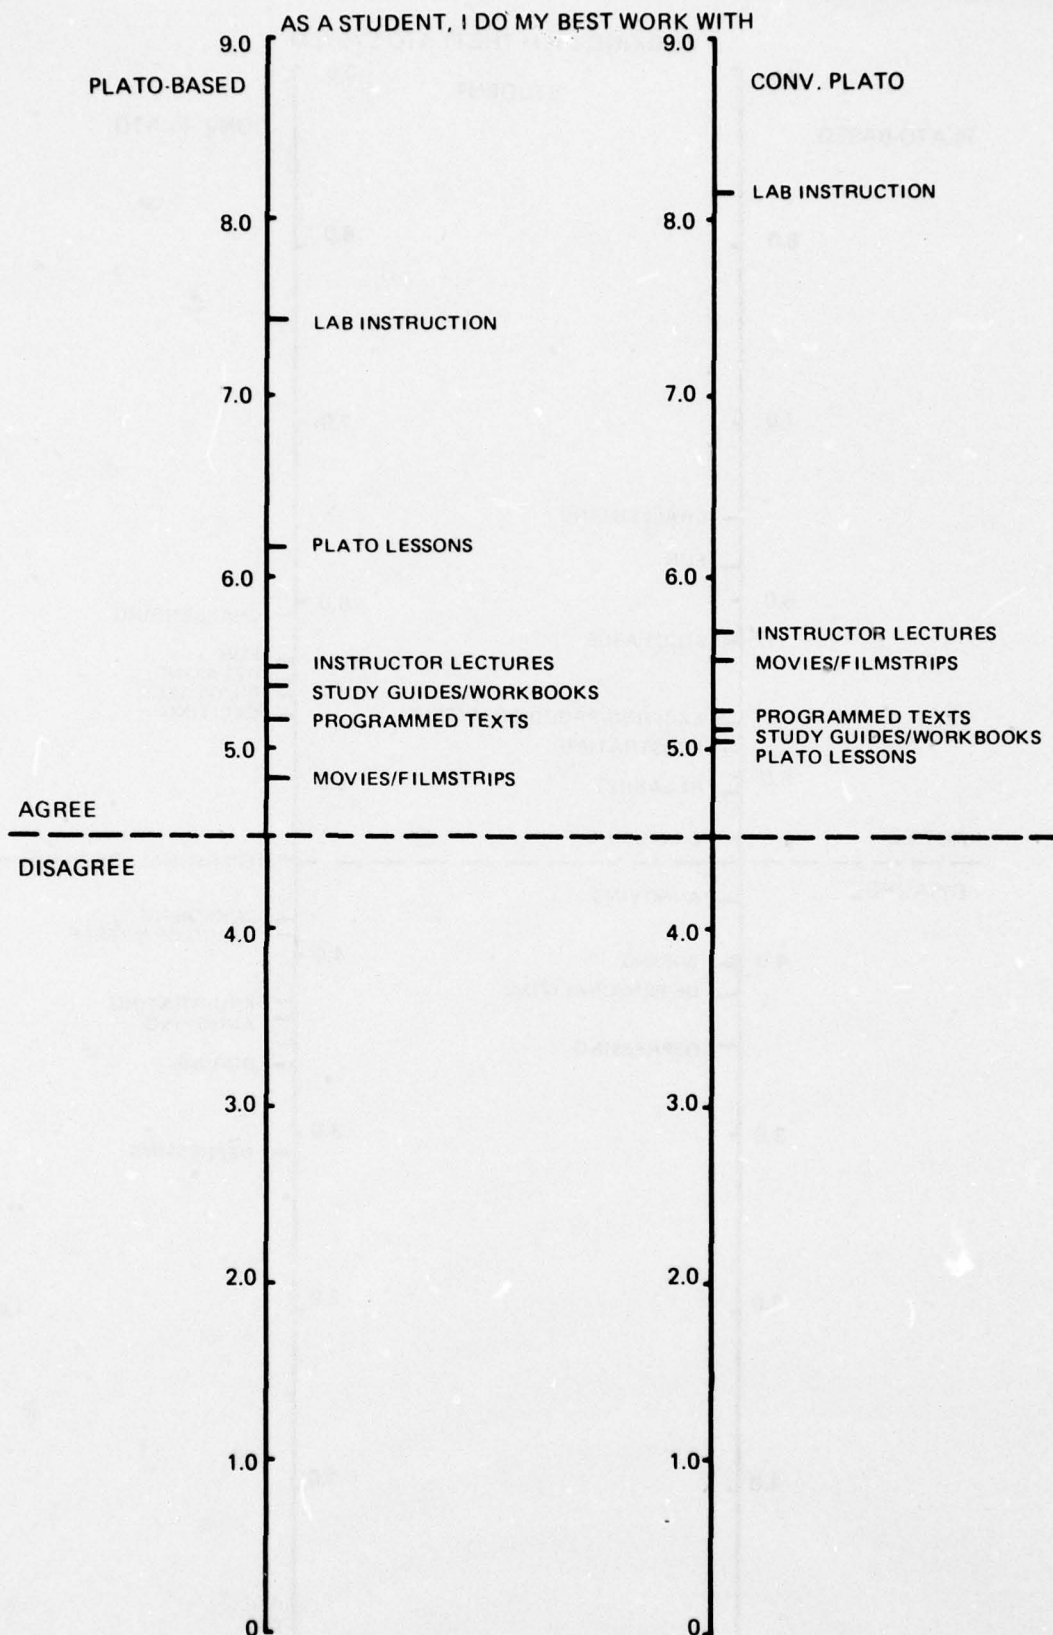 AS A STUDENT, I DO MY BEST WORK WITH
9.0
9.0
PLATO-BASED
CONV. PLATO
LAB INSTRUCTION
8.0
8.0
LAB INSTRUCTION
7.0
7.0
PLATO LESSONS
6.0
6.0
INSTRUCTOR LECTURES
INSTRUCTOR LECTURES
MOVIES/FILMSTRIPS
STUDY GUIDES/WORKBOOKS
PROGRAMMED TEXTS
PROGRAMMED TEXTS
STUDY GUIDES/WORKBOOKS
5.0
5.0
PLATO LESSONS
MOVIES/FILMSTRIPS
AGREE
DISAGREE
4.0
4.0
3.0
3.0
2.0
2.0
1.0
1.0
0
0